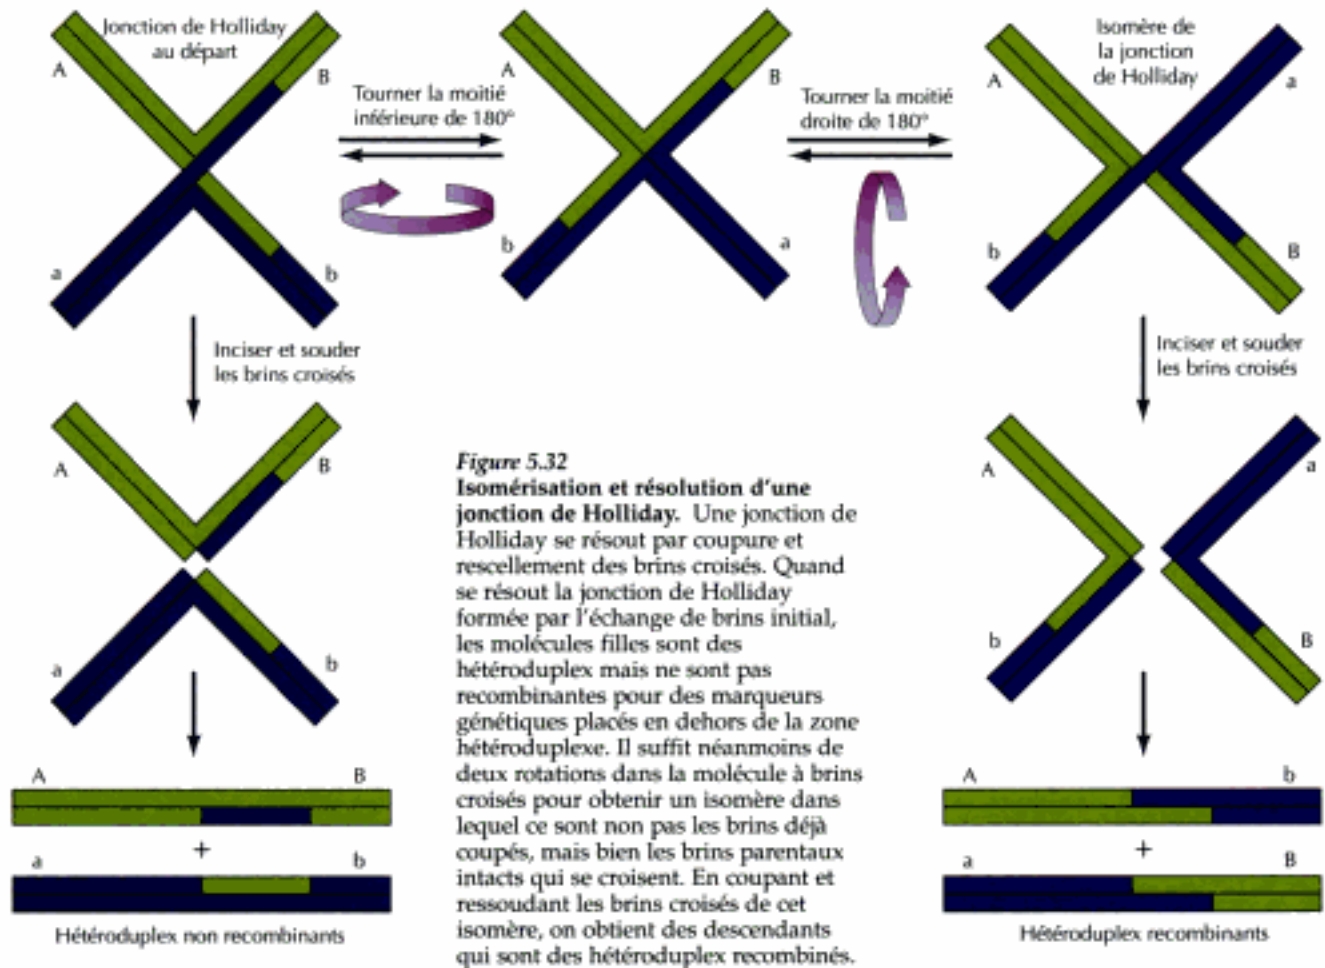 Jonction de Holliday
au départ
A
B
a
b
Tourner la moitié
inférieure de 180°
A
B
b
a
Tourner la moitié
droite de 180°
Isomère de
la jonction
de Holliday
A
a
b
B
Inciser et souder
les brins croisés
Inciser et souder
les brins croisés
A
B
a
b
A
a
b
B
Figure 5.32
Isomérisation et résolution d'une
jonction de Holliday. Une jonction de
Holliday se résout par coupure et
rescellement des brins croisés. Quand
se résout la jonction de Holliday
formée par l'échange de brins initial,
les molécules filles sont des
hétéroduplex mais ne sont pas
recombinantes pour des marqueurs
génétiques placés en dehors de la zone
hétéroduplexe. Il suffit néanmoins de
deux rotations dans la molécule à brins
croisés pour obtenir un isomère dans
lequel ce sont non pas les brins déjà
coupés, mais bien les brins parentaux
intacts qui se croisent. En coupant et
ressoudant les brins croisés de cet
isomère, on obtient des descendants
qui sont des hétéroduplex recombinés.
A B
+
a b
Hétéroduplex non recombinants
A b
+
a B
Hétéroduplex recombinants